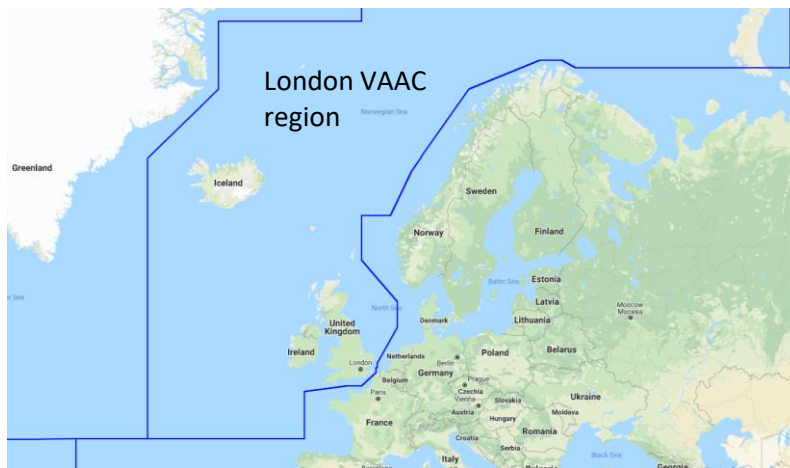 London VAAC
region
Norwegian Sea
Greenland
Iceland
Sweden
Norway
Finland
Estonia
Baltic Sea
Latvia
Moscow
Москва
North Sea
Denmark
Lithuania
United
Kingdom
Ireland
London
Netherlands
Berlin
Poland
Belarus
Belgium
Germany
Prague
Paris
Czechia
Vienna
Slovakia
Ukraine
Austria
Hungary
Moldova
France
Croatia
Romania
Serbia
Italy
Black Sea
Georgia